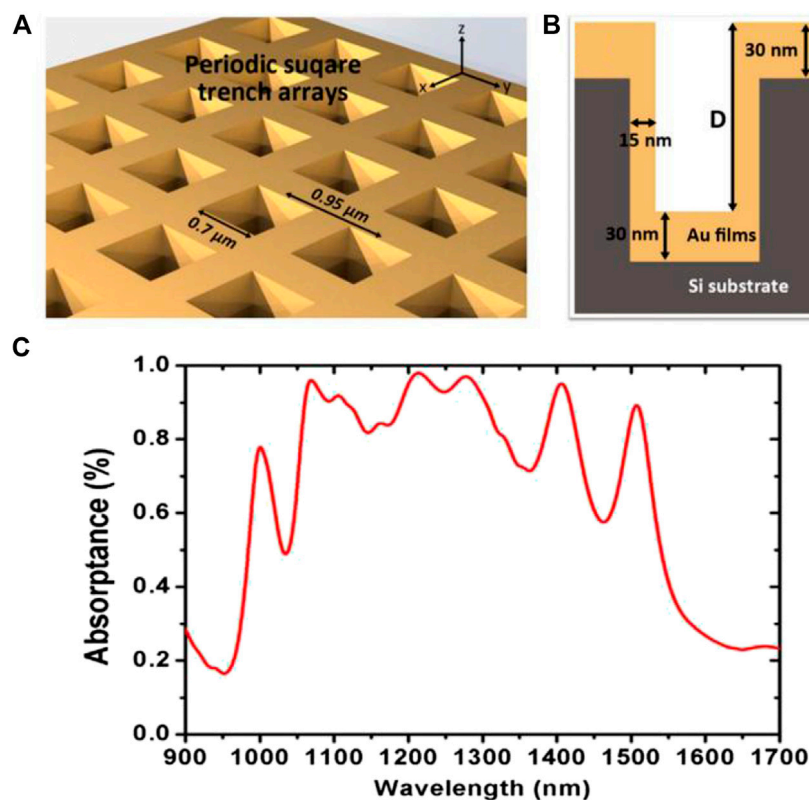 A
Periodic suqare
trench arrays
z
x
y
0.95 μm
0.7 μm
B
30 nm
D
15 nm
30 nm
Au films
Si substrate
C
Absorptance (%)
1.0
0.8
0.6
0.4
0.2
0.0
900 1000 1100 1200 1300 1400 1500 1600 1700
Wavelength (nm)